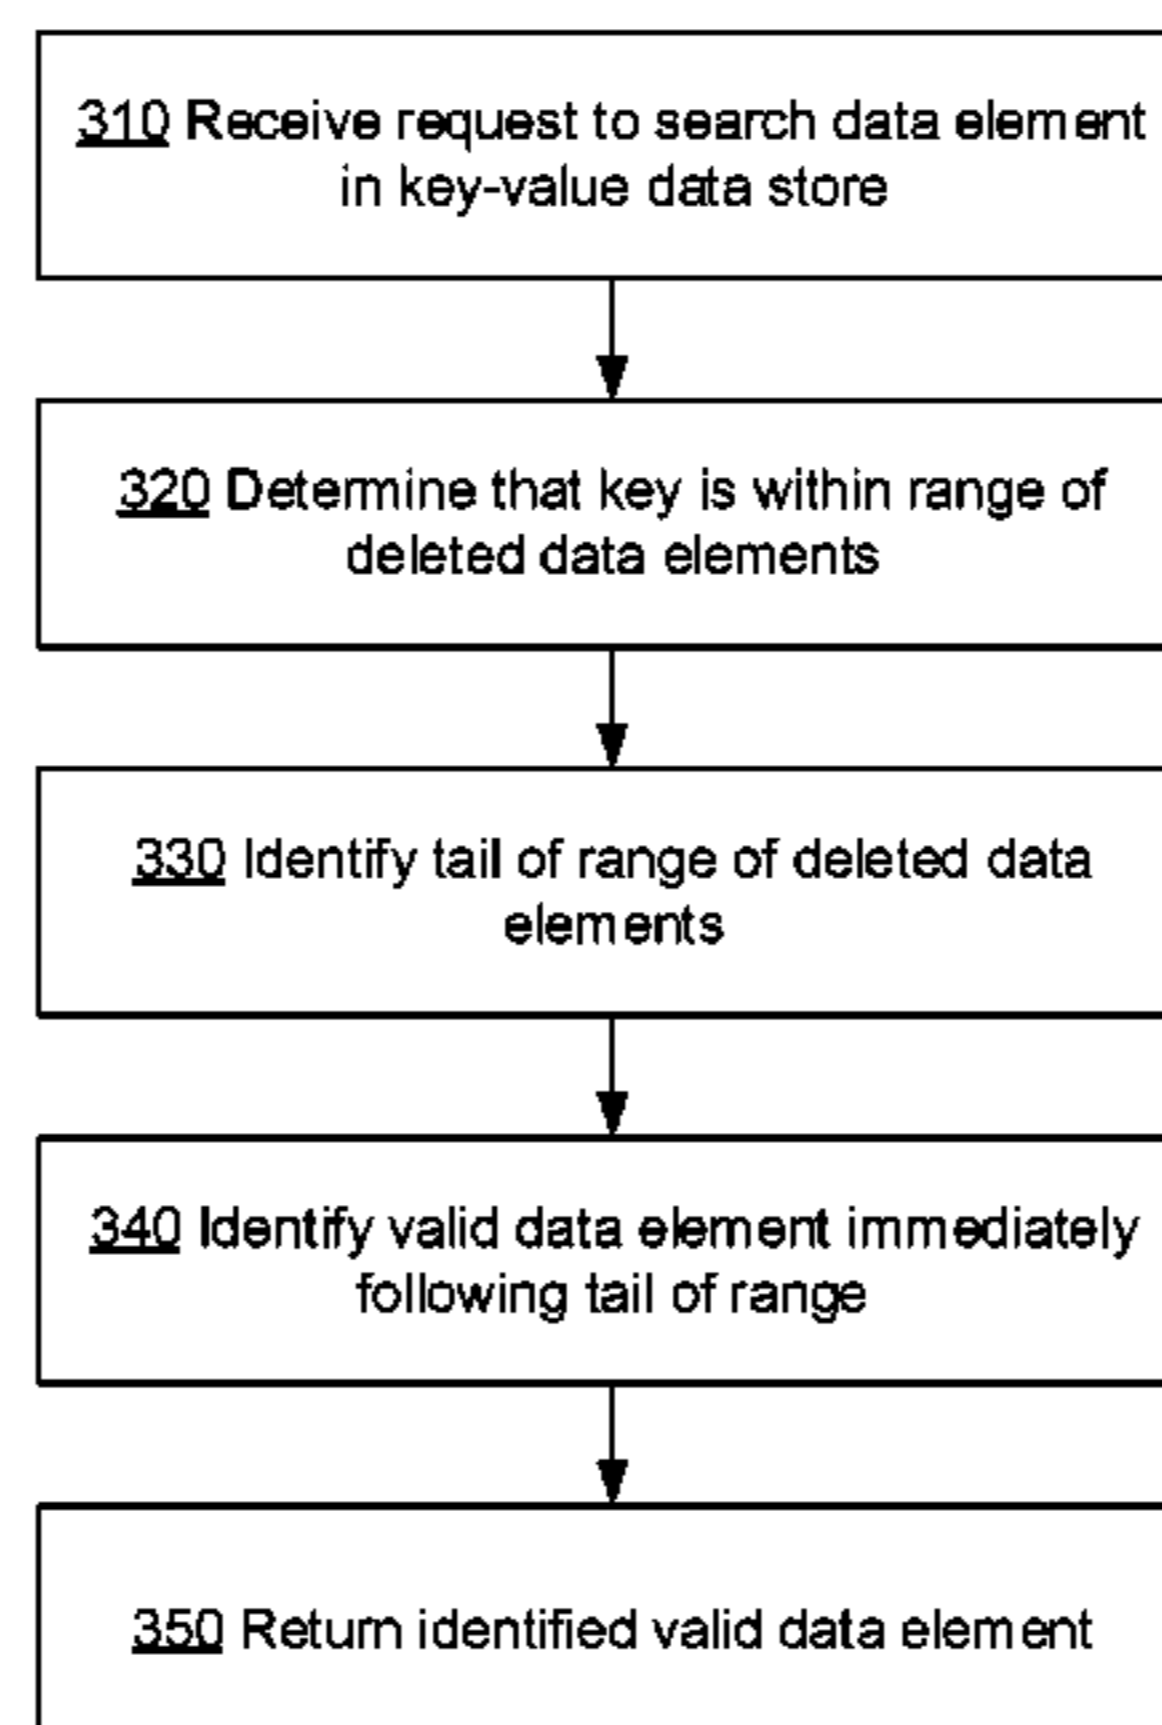 310 Receive request to search data element
in key-value data store
320 Determine that key is within range of
deleted data elements
330 Identify tail of range of deleted data
elements
340 Identify valid data element immediately
following tail of range
350 Return identified valid data element